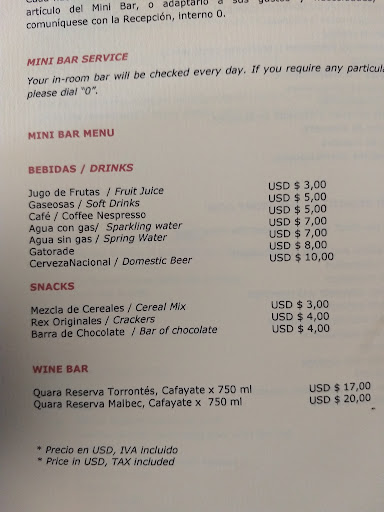 artículo del Mini Bar, o adaptarlo a sus
comuníquese con la Recepción, interno 0.
MINI BAR SERVICE
Your in-room bar will be checked every day. If you require any particul
please dial "0".
MINI BAR MENU
BEBIDAS / DRINKS
Jugo de Frutas / Fruit Juice USD $ 3,00
Gaseosas / Soft Drinks USD $ 5,00
Café / Coffee Nespresso USD $ 5,00
Agua con gas/ Sparkling water USD $ 7,00
Agua sin gas / Spring Water USD $ 7,00
Gatorade USD $ 8,00
CervezaNacional / Domestic Beer USD $ 10,00
SNACKS
Mezcla de Cereales / Cereal Mix USD $ 3,00
Rex Originales / Crackers USD $ 4,00
Barra de Chocolate / Bar of chocolate USD $ 4,00
WINE BAR
Quara Reserva Torrontés, Cafayate x 750 ml USD $ 17,00
Quara Reserva Malbec, Cafayate x 750 ml USD $ 20,00
* Precio en USD, IVA incluido
* Price in USD, TAX included